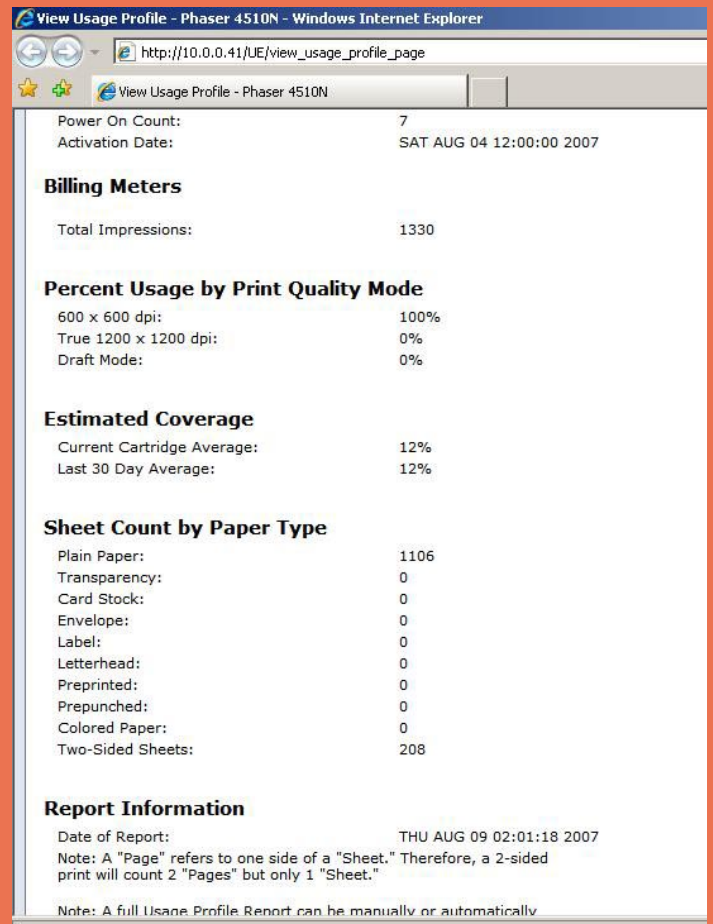 View Usage Profile - Phaser 4510N - Windows Internet Explorer
http://10.0.0.41/UE/view_usage_profile_page
View Usage Profile - Phaser 4510N
Power On Count: 7
Activation Date: SAT AUG 04 12:00:00 2007
Billing Meters
Total Impressions: 1330
Percent Usage by Print Quality Mode
600 x 600 dpi: 100%
True 1200 x 1200 dpi: 0%
Draft Mode: 0%
Estimated Coverage
Current Cartridge Average: 12%
Last 30 Day Average: 12%
Sheet Count by Paper Type
Plain Paper: 1106
Transparency: 0
Card Stock: 0
Envelope: 0
Label: 0
Letterhead: 0
Preprinted: 0
Prepunched: 0
Colored Paper: 0
Two-Sided Sheets: 208
Report Information
Date of Report: THU AUG 09 02:01:18 2007
Note: A "Page" refers to one side of a "Sheet." Therefore, a 2-sided
print will count 2 "Pages" but only 1 "Sheet."
Note: A full Usage Profile Report can be manually or automatically